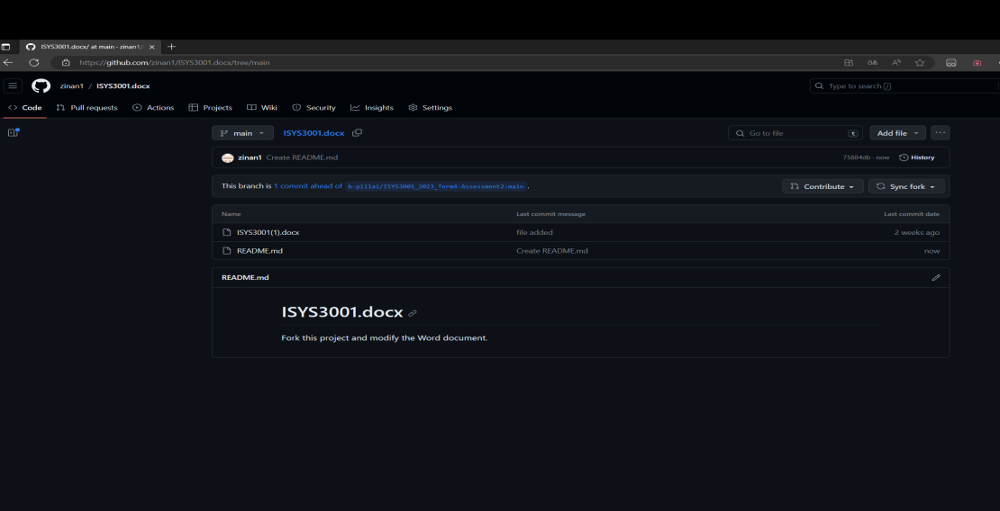 ISYS3001.docx/ at main · zinan1/I
https://github.com/zinan1/ISYS3001.docx/tree/main
zinan1 / ISYS3001.docx
Type to search /
Code Pull requests Actions Projects Wiki Security Insights Settings
main ISYS3001.docx Go to file t Add file
zinan1 Create README.md 75884db · now History
This branch is 1 commit ahead of b-pillai/ISYS3001_2023_Term4-Assessment2:main. Contribute Sync fork
Name Last commit message Last commit date
ISYS3001(1).docx file added 2 weeks ago
README.md Create README.md now
README.md
ISYS3001.docx
Fork this project and modify the Word document.